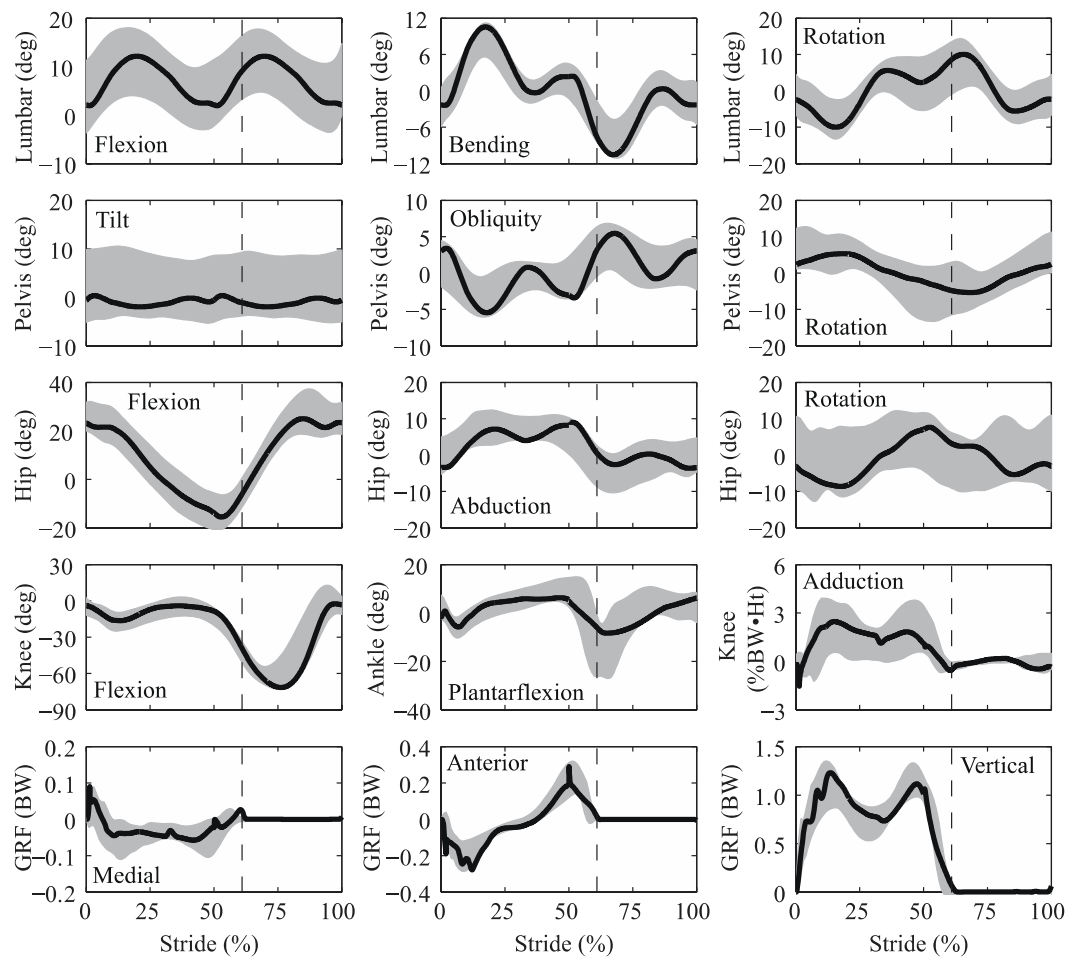 20
10
0
−10
Lumbar (deg)
Flexion
12
6
0
−6
−12
Lumbar (deg)
Bending
20
10
0
−10
−20
Lumbar (deg)
Rotation
20
10
0
−10
Pelvis (deg)
Tilt
10
5
0
−5
−10
Pelvis (deg)
Obliquity
20
10
0
−10
−20
Pelvis (deg)
Rotation
40
20
0
−20
Hip (deg)
Flexion
20
10
0
−10
−20
Hip (deg)
Abduction
20
10
0
−10
−20
Hip (deg)
Rotation
0
−30
−60
−90
30
Knee (deg)
Flexion
20
0
−20
−40
Ankle (deg)
Plantarflexion
6
3
0
−3
Knee
(%BW•Ht)
Adduction
0.2
0.1
0
−0.1
−0.2
GRF (BW)
Medial
0
25
50
75
100
Stride (%)
0.4
0.2
0
−0.2
−0.4
GRF (BW)
Anterior
0
25
50
75
100
Stride (%)
1.5
1.0
0.5
0
GRF (BW)
Vertical
0
25
50
75
100
Stride (%)